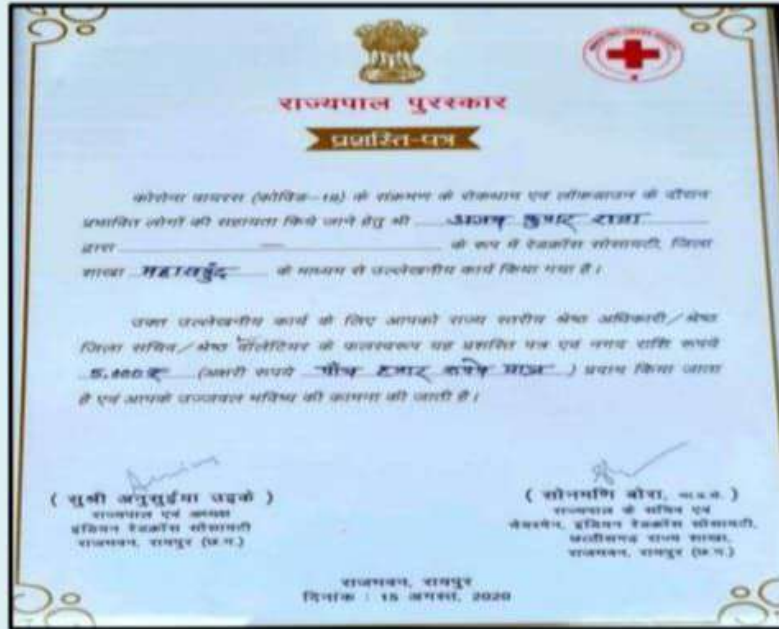 राज्यपाल पुरस्कार
प्रशस्ति-पत्र
कोरोना वायरस (कोविड-19) के संक्रमण के रोकथाम एवं लॉकडाउन के दौरान
प्रभावित लोगों की सहायता किये जाने हेतु श्री अजय कुमार राजा
द्वारा के रूप में रेडक्रॉस सोसायटी, जिला
शाखा महासमुंद के माध्यम से उल्लेखनीय कार्य किया गया है।
उक्त उल्लेखनीय कार्य के लिए आपको राज्य स्तरीय श्रेष्ठ अधिकारी/श्रेष्ठ
जिला सचिव/श्रेष्ठ वॉलेंटियर के फलस्वरूप यह प्रशस्ति पत्र एवं नगद राशि रूपये
5,000₹ (अक्षरी रूपये पाँच हजार रूपये मात्र) प्रदाय किया जाता
है एवं आपके उज्जवल भविष्य की कामना की जाती है।
( सुश्री अनुसुईया उइके )
राज्यपाल एवं अध्यक्ष
इंडियन रेडक्रॉस सोसायटी
राजभवन, रायपुर (छ.ग.)
( सोनमणि बोरा, भा.प्र.से. )
राज्यपाल के सचिव एवं
चेयरमेन, इंडियन रेडक्रॉस सोसायटी,
छत्तीसगढ़ राज्य शाखा,
राजभवन, रायपुर (छ.ग.)
राजभवन, रायपुर
दिनांक : 15 अगस्त, 2020